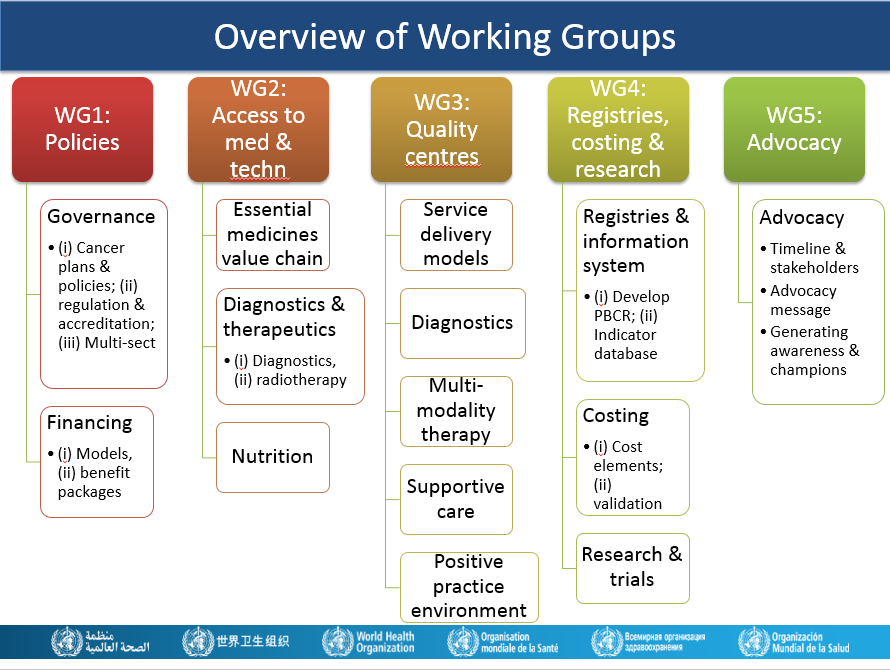 Overview of Working Groups
WG1:
Policies
Governance
• (i) Cancer
plans &
policies; (ii)
regulation &
accreditation;
(iii) Multi-sect
Financing
• (i) Models,
(ii) benefit
packages
WG2:
Access to
med &
techn
Essential
medicines
value chain
Diagnostics &
therapeutics
• (i) Diagnostics,
(ii) radiotherapy
Nutrition
WG3:
Quality
centres
Service
delivery
models
Diagnostics
Multi-
modality
therapy
Supportive
care
Positive
practice
environment
WG4:
Registries,
costing &
research
Registries &
information
system
• (i) Develop
PBCR; (ii)
Indicator
database
Costing
• (i) Cost
elements;
(ii)
validation
Research &
trials
WG5:
Advocacy
Advocacy
• Timeline &
stakeholders
• Advocacy
message
• Generating
awareness &
champions
منظمة
الصحة العالمية
世界卫生组织
World Health
Organization
Organisation
mondiale de la Santé
Всемирная организация
здравоохранения
Organización
Mundial de la Salud